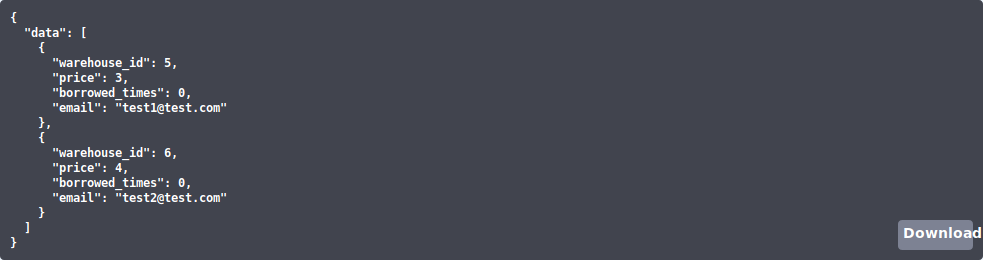 {
  "data": [
    {
      "warehouse_id": 5,
      "price": 3,
      "borrowed_times": 0,
      "email": "test1@test.com"
    },
    {
      "warehouse_id": 6,
      "price": 4,
      "borrowed_times": 0,
      "email": "test2@test.com"
    }
  ]
}
Download